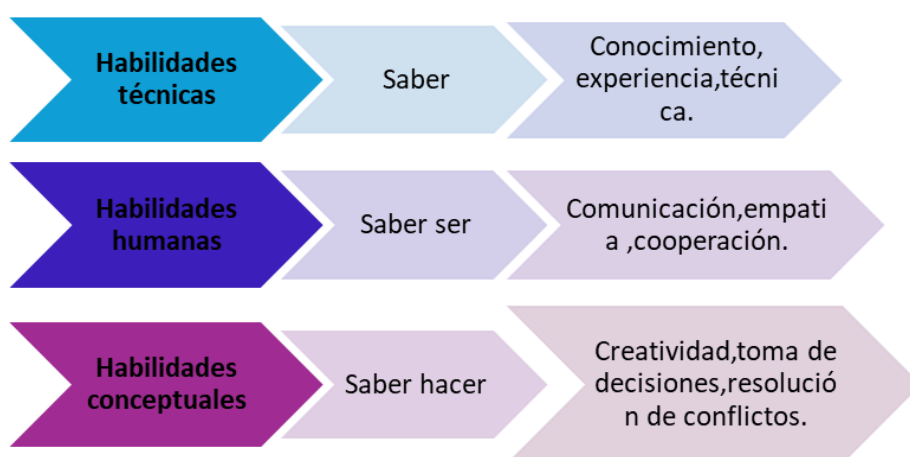 Habilidades
técnicas
Saber
Conocimiento,
experiencia,técni
ca.
Habilidades
humanas
Saber ser
Comunicación,empati
a ,cooperación.
Habilidades
conceptuales
Saber hacer
Creatividad,toma de
decisiones,resolució
n de conflictos.